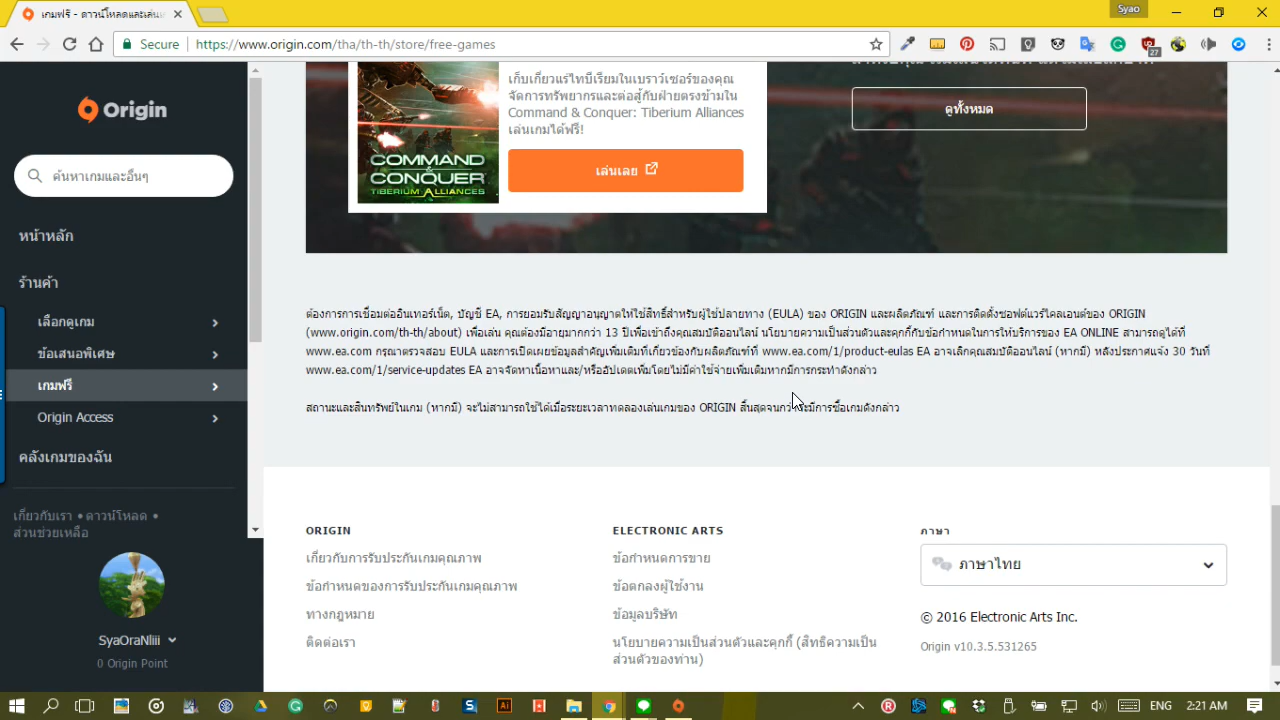 เกมฟรี - ดาวน์โหลดและเล่นเก
Syao
Secure
https://www.origin.com/tha/th-th/store/free-games
27
Origin
ค้นหาเกมและอื่นๆ
หน้าหลัก
ร้านค้า
เลือกดูเกม
ข้อเสนอพิเศษ
เกมฟรี
Origin Access
คลังเกมของฉัน
เกี่ยวกับเรา • ดาวน์โหลด •
ส่วนช่วยเหลือ
SyaOraNliii
0 Origin Point
COMMAND & CONQUER
TIBERIUM ALLIANCES
เก็บเกี่ยวแร่ไทบีเรียมในเบราว์เซอร์ของคุณ
จัดการทรัพยากรและต่อสู้กับฝ่ายตรงข้ามใน
Command & Conquer: Tiberium Alliances
เล่นเกมได้ฟรี!
เล่นเลย
ดูทั้งหมด
ต้องการการเชื่อมต่ออินเทอร์เน็ต, บัญชี EA, การยอมรับสัญญาอนุญาตให้ใช้สิทธิ์สำหรับผู้ใช้ปลายทาง (EULA) ของ ORIGIN และผลิตภัณฑ์ และการติดตั้งซอฟต์แวร์ไคลเอนต์ของ ORIGIN
(www.origin.com/th-th/about) เพื่อเล่น คุณต้องมีอายุมากกว่า 13 ปีเพื่อเข้าถึงคุณสมบัติออนไลน์ นโยบายความเป็นส่วนตัวและคุกกี้กับข้อกำหนดในการให้บริการของ EA ONLINE สามารถดูได้ที่
www.ea.com กรุณาตรวจสอบ EULA และการเปิดเผยข้อมูลสำคัญเพิ่มเติมที่เกี่ยวข้องกับผลิตภัณฑ์ที่ www.ea.com/1/product-eulas EA อาจเลิกคุณสมบัติออนไลน์ (หากมี) หลังประกาศแจ้ง 30 วันที่
www.ea.com/1/service-updates EA อาจจัดหาเนื้อหาและ/หรืออัปเดตเพิ่มโดยไม่มีค่าใช้จ่ายเพิ่มเติมหากมีการกระทำดังกล่าว
สถานะและสินทรัพย์ในเกม (หากมี) จะไม่สามารถใช้ได้เมื่อระยะเวลาทดลองเล่นเกมของ ORIGIN สิ้นสุดจนกว่าจะมีการซื้อเกมดังกล่าว
ORIGIN
เกี่ยวกับการรับประกันเกมคุณภาพ
ข้อกำหนดของการรับประกันเกมคุณภาพ
ทางกฎหมาย
ติดต่อเรา
ELECTRONIC ARTS
ข้อกำหนดการขาย
ข้อตกลงผู้ใช้งาน
ข้อมูลบริษัท
นโยบายความเป็นส่วนตัวและคุกกี้ (สิทธิความเป็น
ส่วนตัวของท่าน)
ภาษา
ภาษาไทย
© 2016 Electronic Arts Inc.
Origin v10.3.5.531265
ENG 2:21 AM